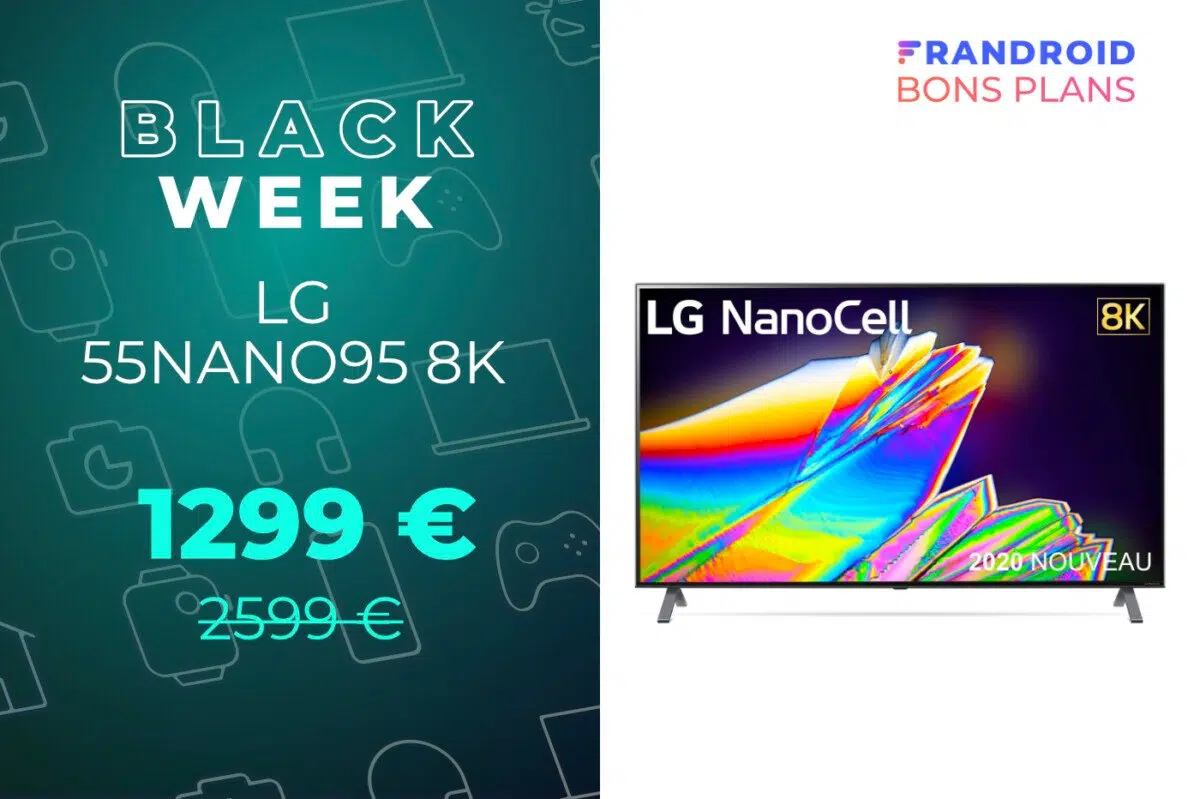 BLACK
WEEK
LG
55NANO95 8K
1299 €
2599 €
FRANDROID
BONS PLANS
LG NanoCell
8K
2020 NOUVEAU